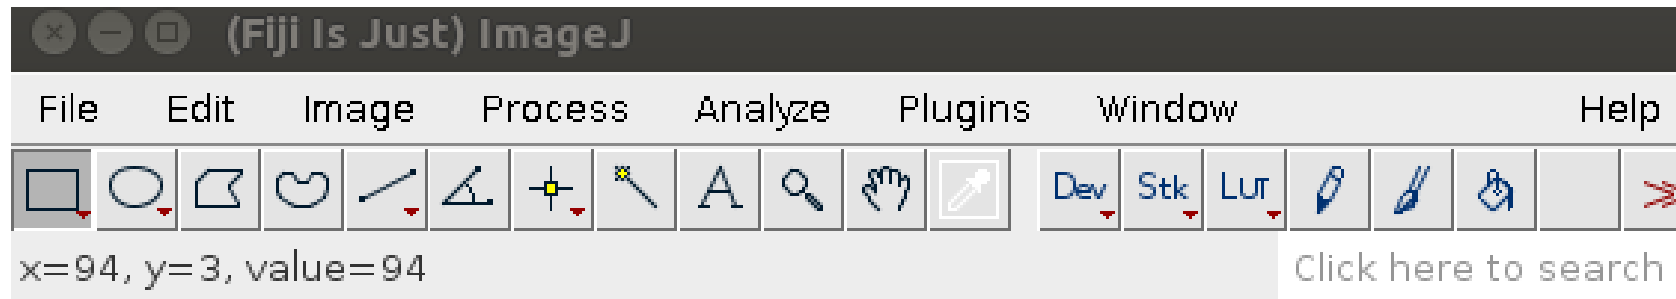 (Fiji Is Just) ImageJ
File Edit Image Process Analyze Plugins Window Help
A Dev Stk LUT
x=94, y=3, value=94 Click here to search